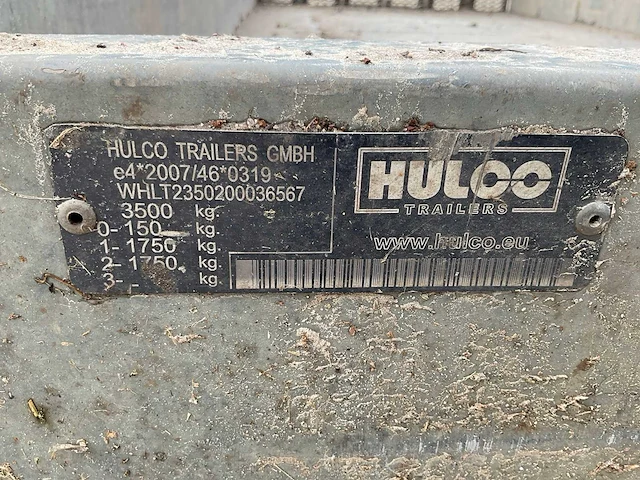 HULCO TRAILERS GMBH
e4*2007/46*0319
WHLT2350200036567
3500 kg.
0- 150 kg.
1- 1750 kg.
2- 1750 kg.
3- - kg.
HULCO
TRAILERS
www.hulco.eu